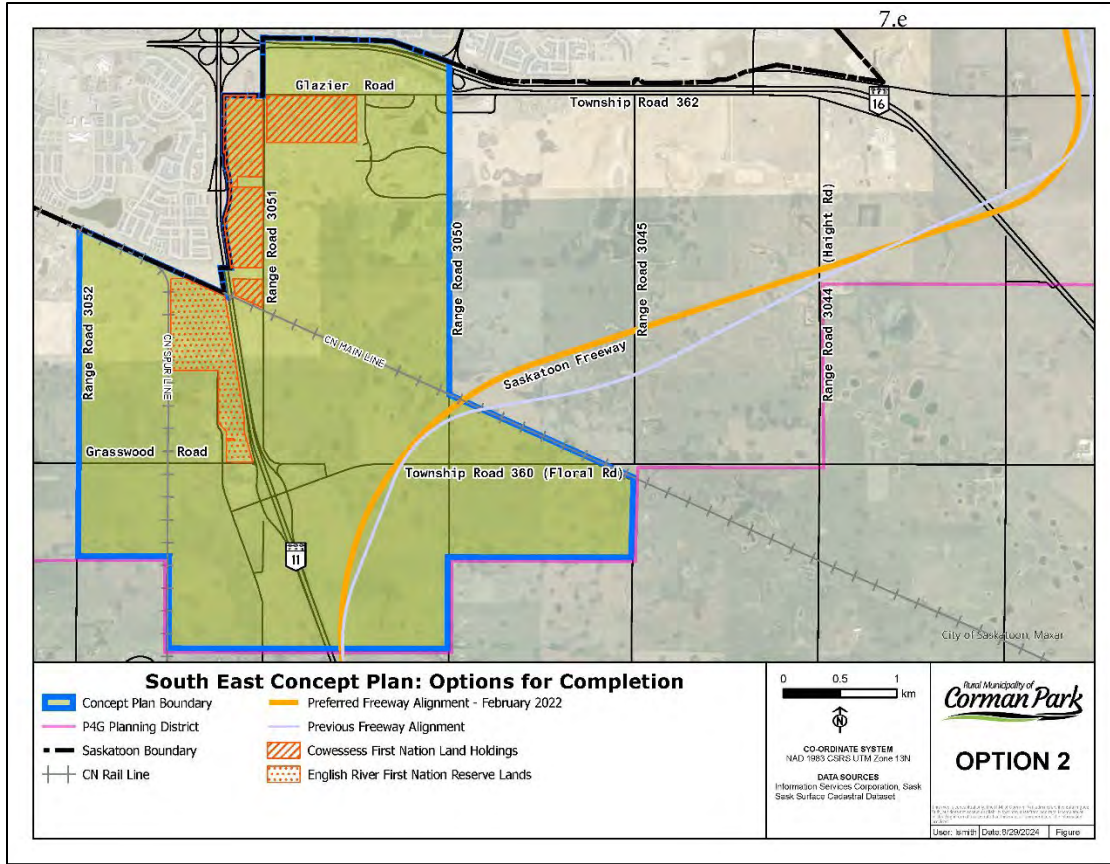 7.e
Glazier Road
Township Road 362
16
Range Road 3052
Range Road 3051
Range Road 3050
Range Road 3045
Range Road 3044 (Haight Rd)
CN SPUR LINE
CN MAIN LINE
Saskatoon Freeway
Grasswood Road
Township Road 360 (Floral Rd)
11
City of Saskatoon, Maxar
South East Concept Plan: Options for Completion
Concept Plan Boundary
P4G Planning District
Saskatoon Boundary
CN Rail Line
Preferred Freeway Alignment - February 2022
Previous Freeway Alignment
Cowessess First Nation Land Holdings
English River First Nation Reserve Lands
0 0.5 1
km
N
CO-ORDINATE SYSTEM
NAD 1983 CSRS UTM Zone 13N
DATA SOURCES
Information Services Corporation, Sask
Sask Surface Cadastral Dataset
Rural Municipality of
Corman Park
OPTION 2
User: lsmith Date: 8/29/2024 Figure